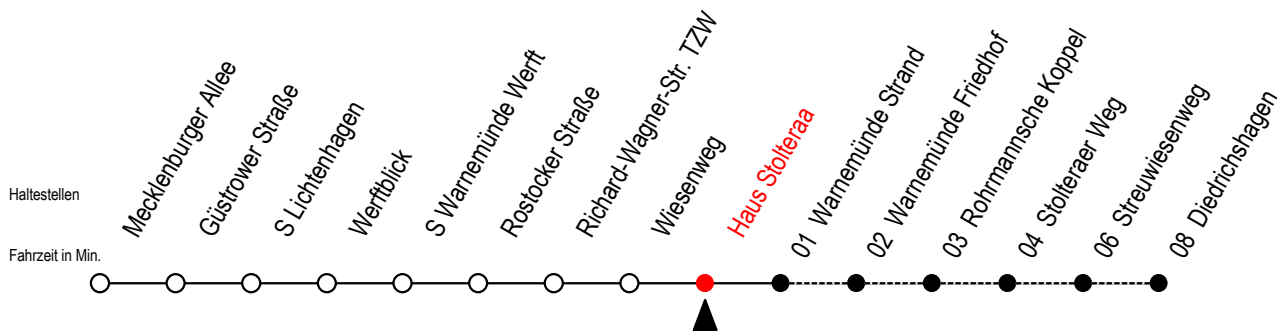 Haltestellen
Mecklenburger Allee
Güstrower Straße
S Lichtenhagen
Werftblick
S Warnemünde Werft
Rostocker Straße
Richard-Wagner-Str. TZW
Wiesenweg
Haus Stolteraa
01 Warnemünde Strand
02 Warnemünde Friedhof
03 Rohrmannsche Koppel
04 Stolteraer Weg
06 Streuwiesenweg
08 Diedrichshagen
Fahrzeit in Min.